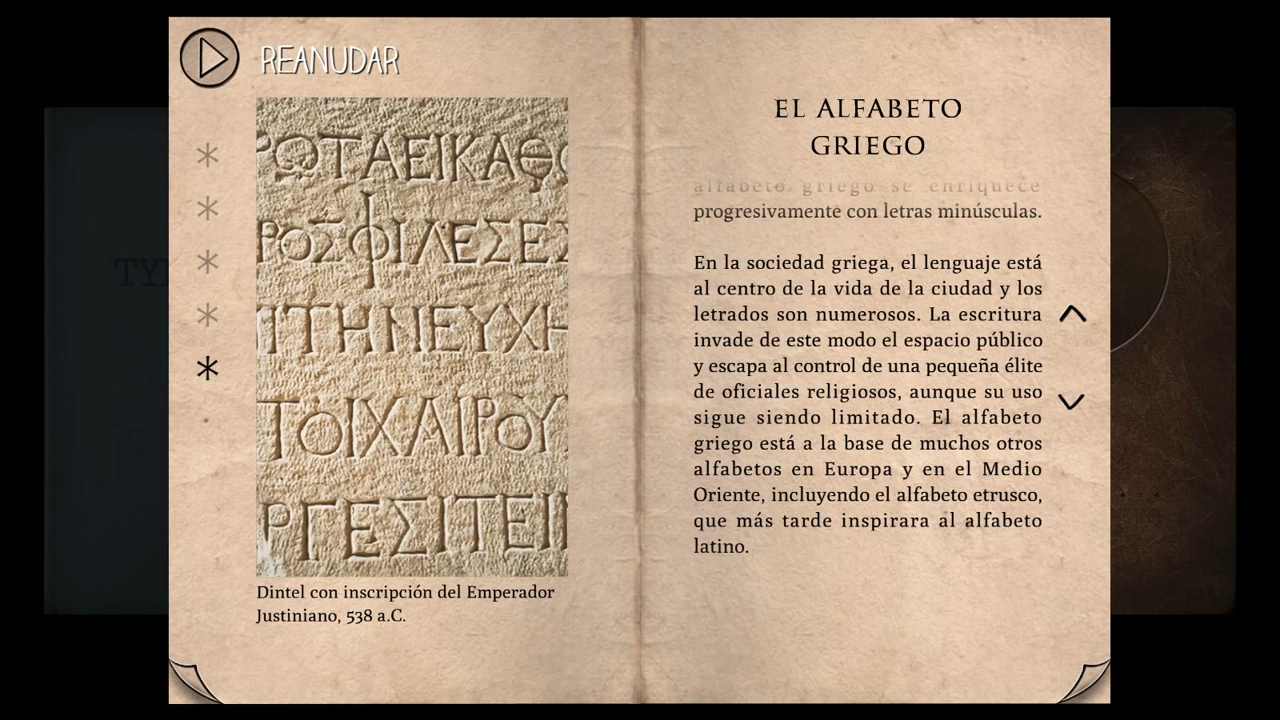 REANUDAR
ΡΩΤΑΕΙΚΑΘΟ
ΡΟΣΦΙΛΕΣΕΣ
ΙΤΗΝΕΥΧΗ
ΤΟΙΧΑΙΡΟΥ
ΡΓΕΣΙΤΕΙ
Dintel con inscripción del Emperador
Justiniano, 538 a.C.
EL ALFABETO
GRIEGO
alfabeto griego se enriquece
progresivamente con letras minúsculas.
En la sociedad griega, el lenguaje está
al centro de la vida de la ciudad y los
letrados son numerosos. La escritura
invade de este modo el espacio público
y escapa al control de una pequeña élite
de oficiales religiosos, aunque su uso
sigue siendo limitado. El alfabeto
griego está a la base de muchos otros
alfabetos en Europa y en el Medio
Oriente, incluyendo el alfabeto etrusco,
que más tarde inspirara al alfabeto
latino.